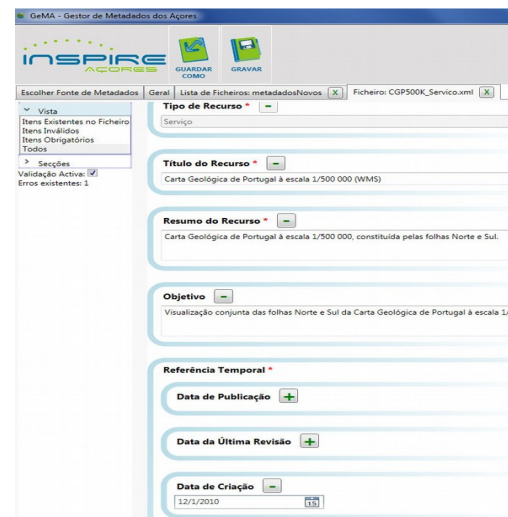 GeMA - Gestor de Metadados dos Açores
INSPIRE
AÇORES
GUARDAR COMO
GRAVAR
Escolher Fonte de Metadados
Geral
Lista de Ficheiros: metadadosNovos X
Ficheiro: CGP500K_Servico.xml X
Vista
Itens Existentes no Ficheiro
Itens Inválidos
Itens Obrigatórios
Todos
Secções
Validação Activa:
Erros existentes: 1
Tipo de Recurso *
Serviço
Título do Recurso *
Carta Geológica de Portugal à escala 1/500 000 (WMS)
Resumo do Recurso *
Carta Geológica de Portugal à escala 1/500 000, constituída pelas folhas Norte e Sul.
Objetivo
Visualização conjunta das folhas Norte e Sul da Carta Geológica de Portugal à escala 1/
Referência Temporal *
Data de Publicação
Data da Última Revisão
Data de Criação
12/1/2010
15